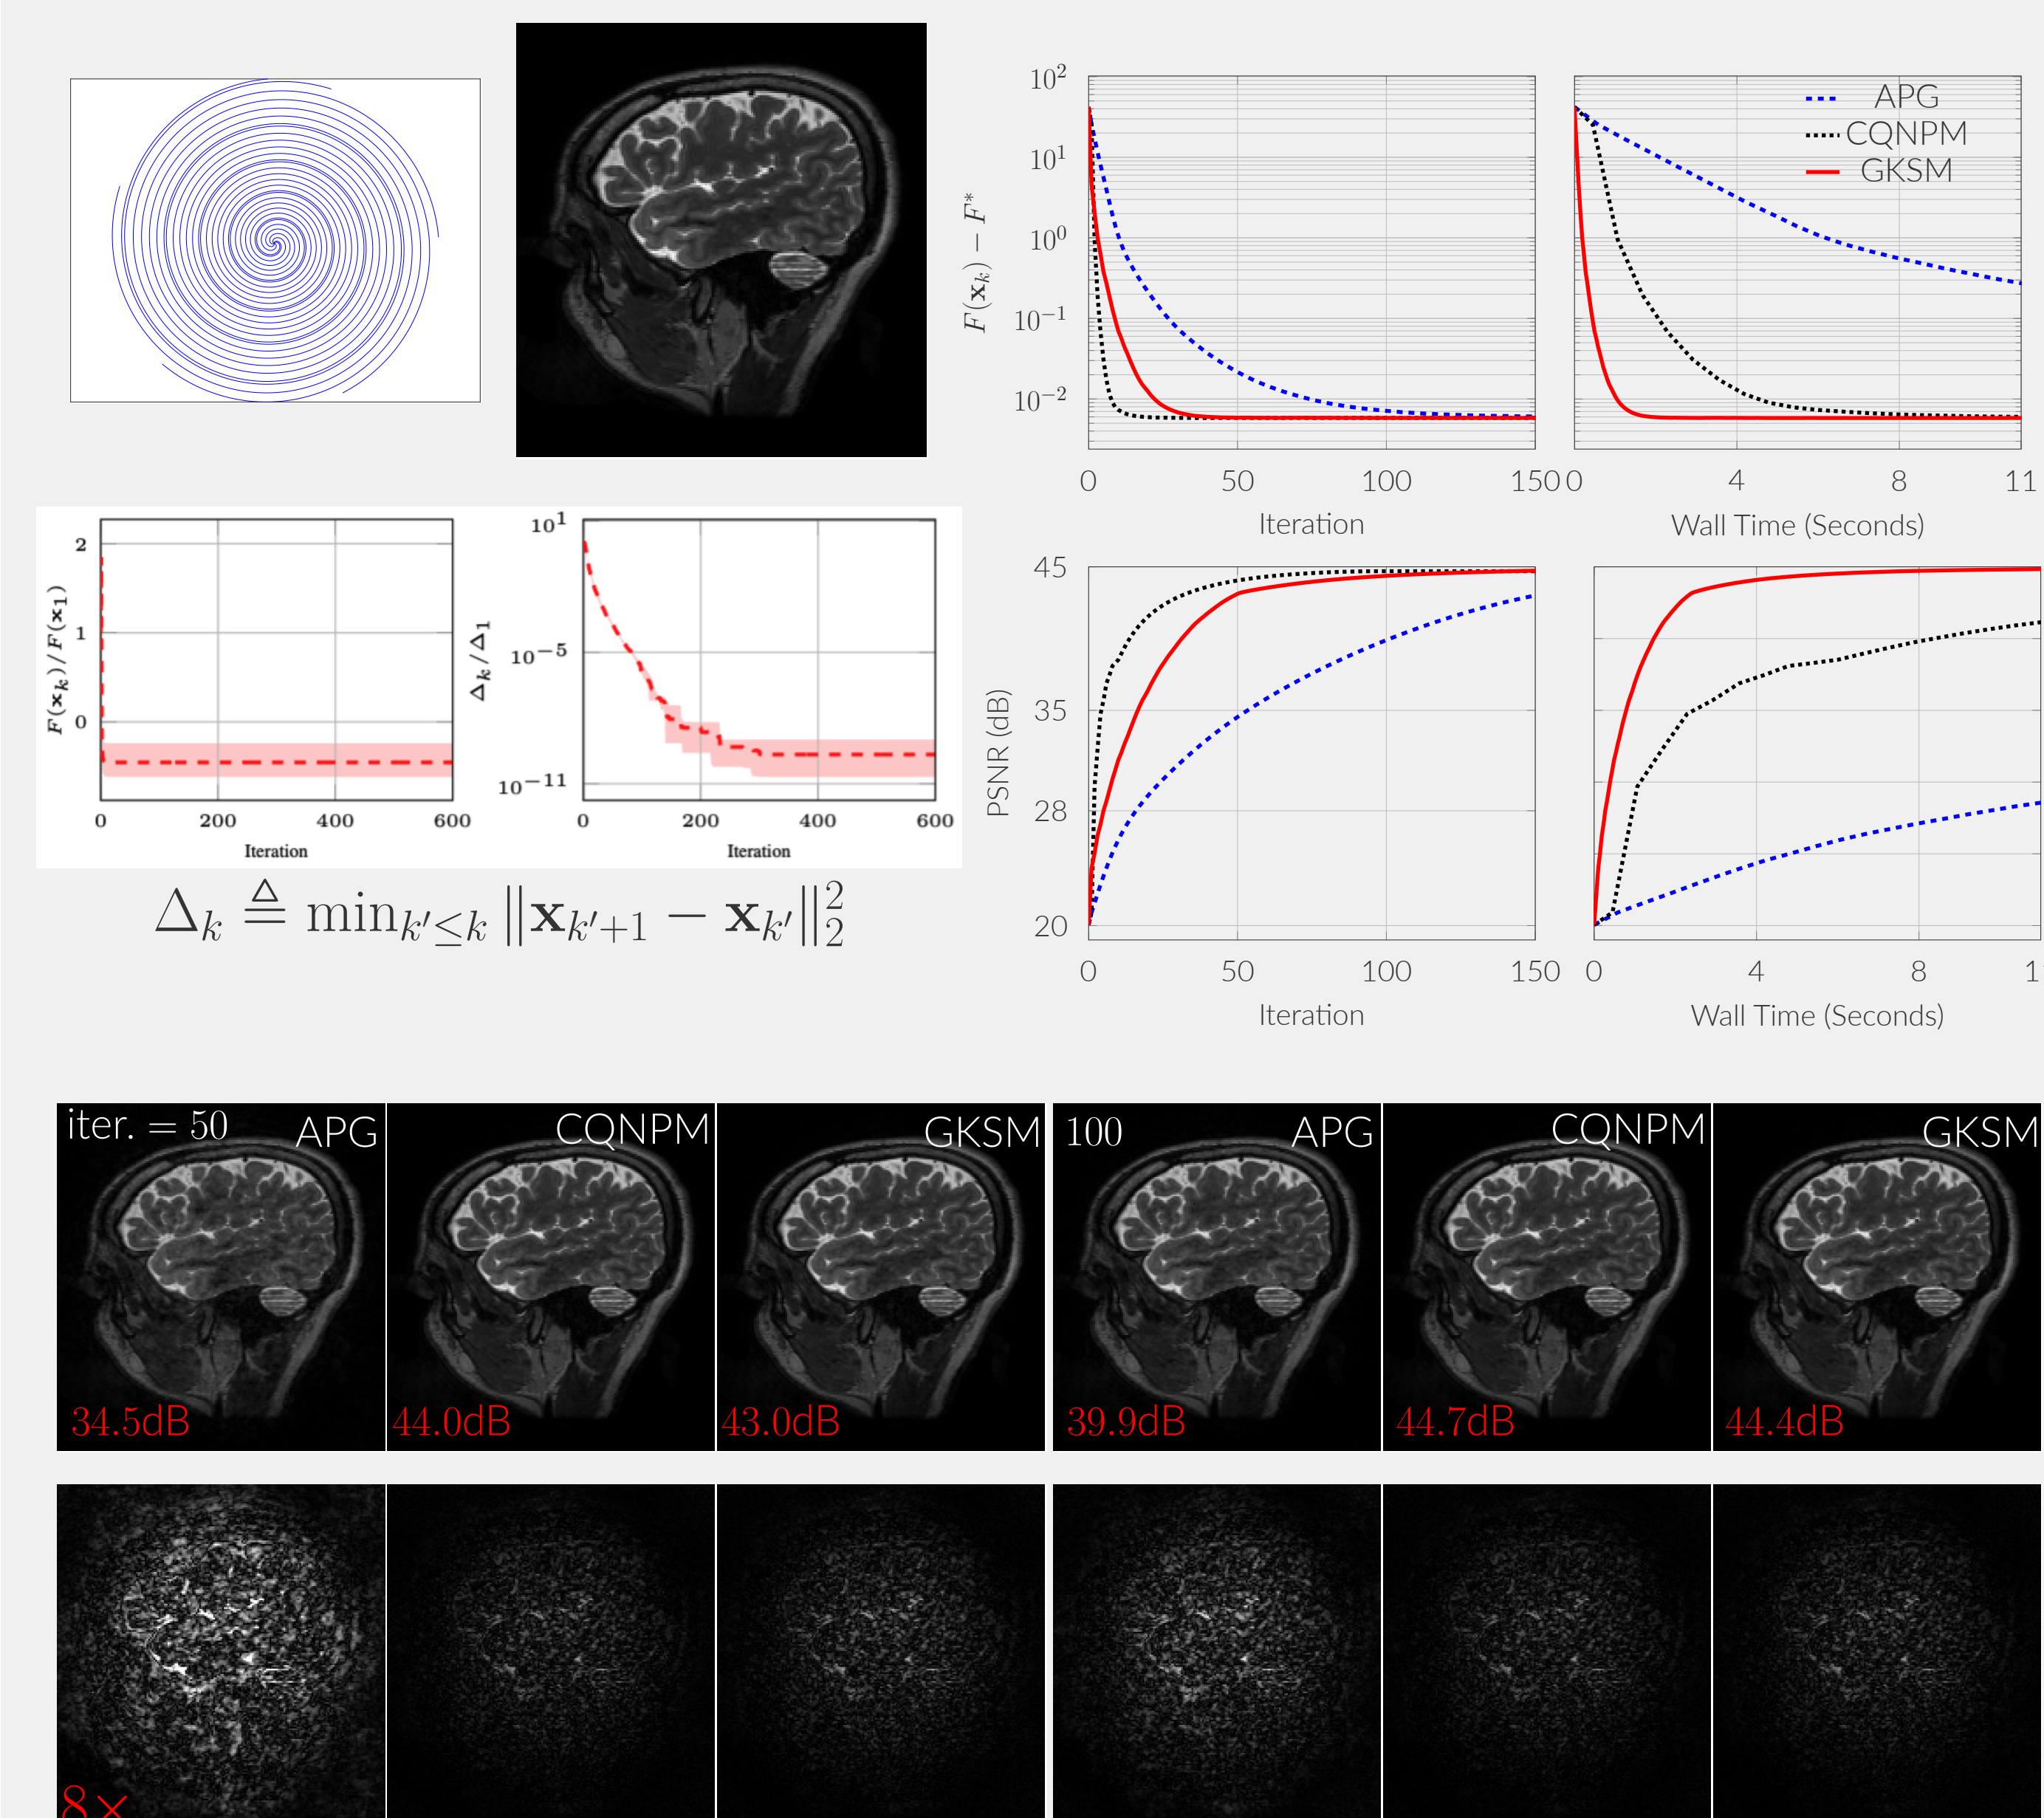 10^2
10^1
10^0
10^{-1}
10^{-2}
F(x_k) − F*
0 50 100 150
Iteration
APG
CQNPM
GKSM
0 4 8 11
Wall Time (Seconds)
2
1
0
F(x_k)/F(x_1)
0 200 400 600
Iteration
10^1
10^{-5}
10^{-11}
Δ_k/Δ_1
0 200 400 600
Iteration
Δ_k ≜ min_{k'≤k} ‖x_{k'+1} − x_{k'}‖_2^2
45
35
28
20
PSNR (dB)
0 50 100 150
Iteration
0 4 8 1
Wall Time (Seconds)
iter. = 50 APG CQNPM GKSM 100 APG CQNPM GKSM
34.5dB 44.0dB 43.0dB 39.9dB 44.7dB 44.4dB
8×